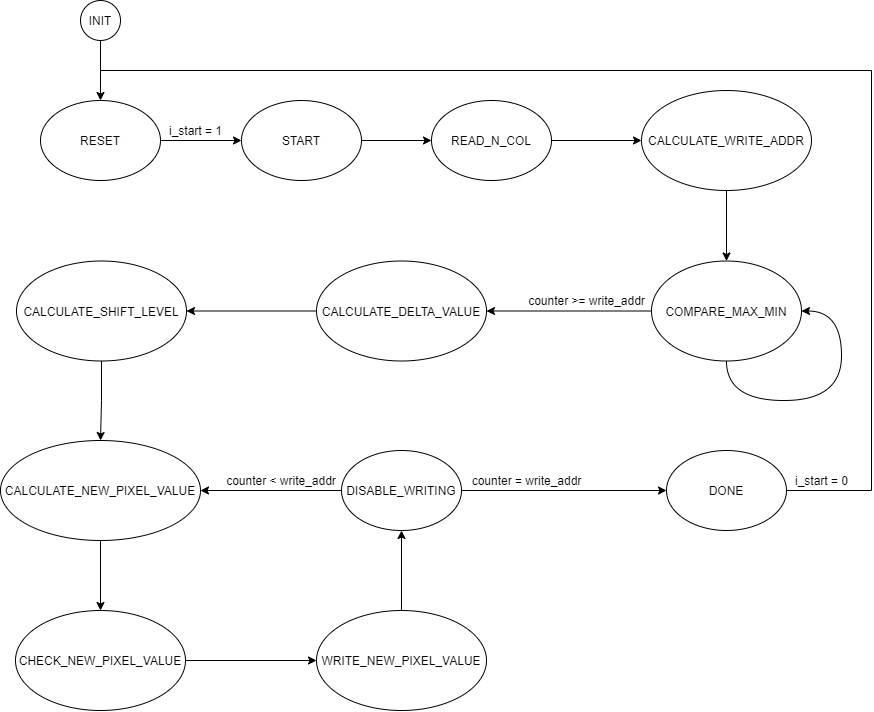 INIT
RESET
i_start = 1
START
READ_N_COL
CALCULATE_WRITE_ADDR
CALCULATE_SHIFT_LEVEL
CALCULATE_DELTA_VALUE
counter >= write_addr
COMPARE_MAX_MIN
CALCULATE_NEW_PIXEL_VALUE
counter < write_addr
DISABLE_WRITING
counter = write_addr
DONE
i_start = 0
CHECK_NEW_PIXEL_VALUE
WRITE_NEW_PIXEL_VALUE